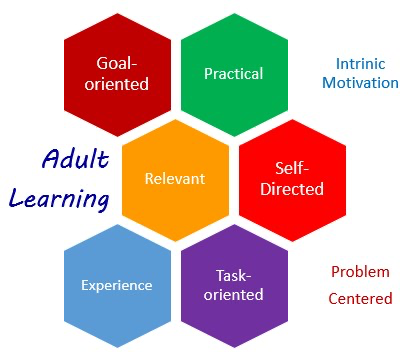 Goal-
oriented
Practical
Intrinsic
Motivation
Adult
Learning
Relevant
Self-
Directed
Experience
Task-
oriented
Problem
Centered